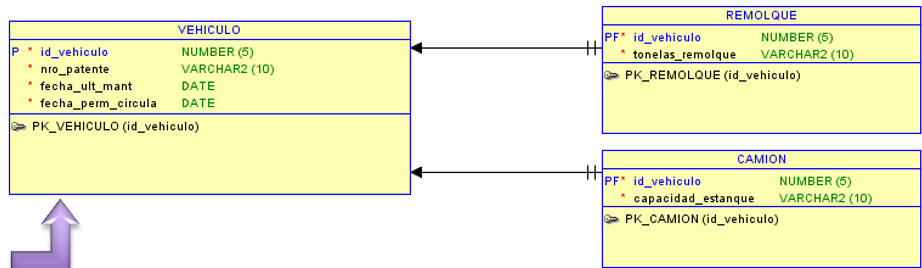 VEHICULO
P * id_vehiculo NUMBER (5)
* nro_patente VARCHAR2 (10)
* fecha_ult_mant DATE
* fecha_perm_circula DATE
PK_VEHICULO (id_vehiculo)
REMOLQUE
PF* id_vehiculo NUMBER (5)
* tonelas_remolque VARCHAR2 (10)
PK_REMOLQUE (id_vehiculo)
CAMION
PF* id_vehiculo NUMBER (5)
* capacidad_estanque VARCHAR2 (10)
PK_CAMION (id_vehiculo)